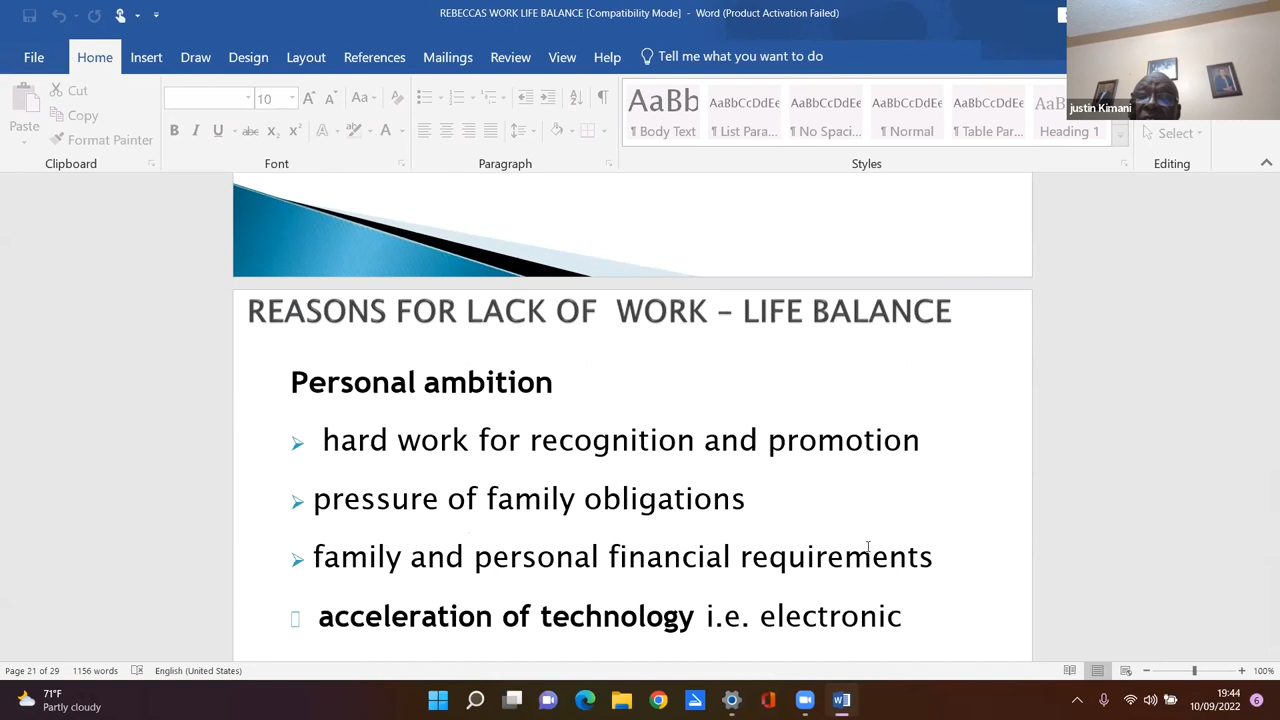 REBECCAS WORK LIFE BALANCE [Compatibility Mode] - Word (Product Activation Failed)
File Home Insert Draw Design Layout References Mailings Review View Help Tell me what you want to do
Cut
Copy
Format Painter
Paste
10
Aa
B I U abc x₂ x² A A
AaBb AaBbCcDdEe AaBbCcDdEe AaBbCcDdEe AaBbCcDdEe
¶ Body Text ¶ List Para... ¶ No Spaci... ¶ Normal ¶ Table Par... Heading 1
Select
Clipboard Font Paragraph Styles Editing
justin Kimani
REASONS FOR LACK OF WORK – LIFE BALANCE
Personal ambition
hard work for recognition and promotion
pressure of family obligations
family and personal financial requirements
acceleration of technology i.e. electronic
Page 21 of 29 1156 words English (United States) 100%
71°F
Partly cloudy
19:44
10/09/2022
6